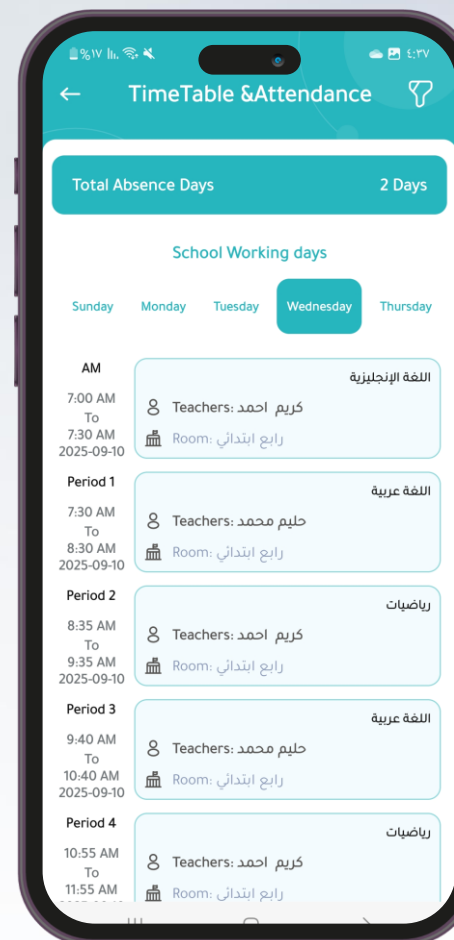 %١٧ ٤:٣٧
TimeTable &Attendance
Total Absence Days 2 Days
School Working days
Sunday Monday Tuesday Wednesday Thursday
AM
اللغة الإنجليزية
7:00 AM
To
7:30 AM
2025-09-10
Teachers: كريم احمد
Room: رابع ابتدائي
Period 1
اللغة عربية
7:30 AM
To
8:30 AM
2025-09-10
Teachers: حليم محمد
Room: رابع ابتدائي
Period 2
رياضيات
8:35 AM
To
9:35 AM
2025-09-10
Teachers: كريم احمد
Room: رابع ابتدائي
Period 3
اللغة عربية
9:40 AM
To
10:40 AM
2025-09-10
Teachers: حليم محمد
Room: رابع ابتدائي
Period 4
رياضيات
10:55 AM
To
11:55 AM
Teachers: كريم احمد
Room: رابع ابتدائي